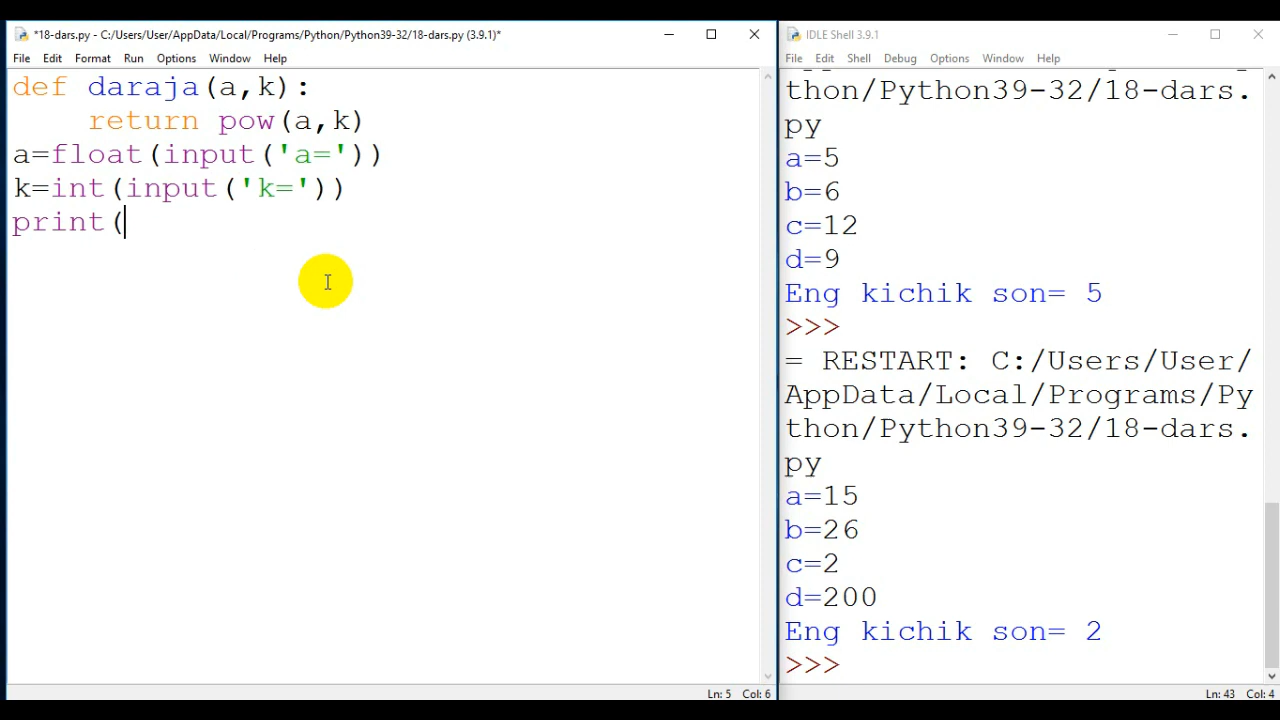 *18-dars.py - C:/Users/User/AppData/Local/Programs/Python/Python39-32/18-dars.py (3.9.1)*
File Edit Format Run Options Window Help
def daraja(a,k):
    return pow(a,k)
a=float(input('a='))
k=int(input('k='))
print(
Ln: 5 Col: 6
IDLE Shell 3.9.1
File Edit Shell Debug Options Window Help
thon/Python39-32/18-dars.
py
a=5
b=6
c=12
d=9
Eng kichik son= 5
>>>
= RESTART: C:/Users/User/
AppData/Local/Programs/Py
thon/Python39-32/18-dars.
py
a=15
b=26
c=2
d=200
Eng kichik son= 2
>>>
Ln: 43 Col: 4